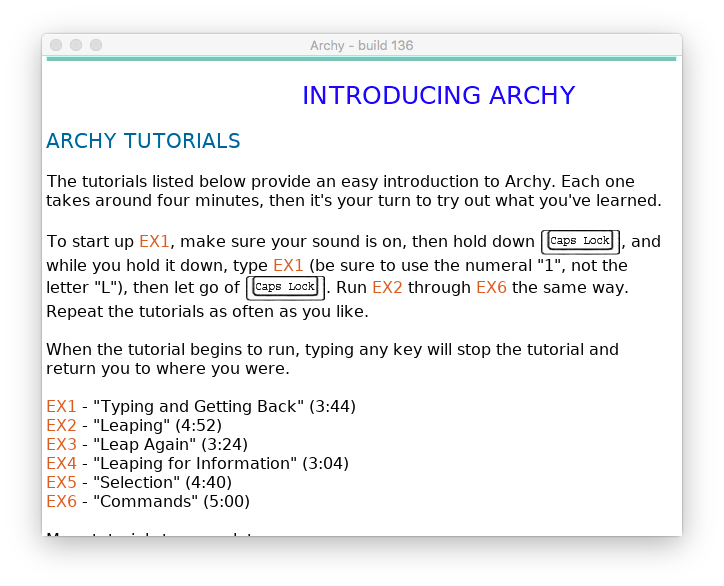 Archy - build 136
INTRODUCING ARCHY
ARCHY TUTORIALS
The tutorials listed below provide an easy introduction to Archy. Each one
takes around four minutes, then it's your turn to try out what you've learned.
To start up EX1, make sure your sound is on, then hold down Caps Lock, and
while you hold it down, type EX1 (be sure to use the numeral "1", not the
letter "L"), then let go of Caps Lock. Run EX2 through EX6 the same way.
Repeat the tutorials as often as you like.
When the tutorial begins to run, typing any key will stop the tutorial and
return you to where you were.
EX1 - "Typing and Getting Back" (3:44)
EX2 - "Leaping" (4:52)
EX3 - "Leap Again" (3:24)
EX4 - "Leaping for Information" (3:04)
EX5 - "Selection" (4:40)
EX6 - "Commands" (5:00)